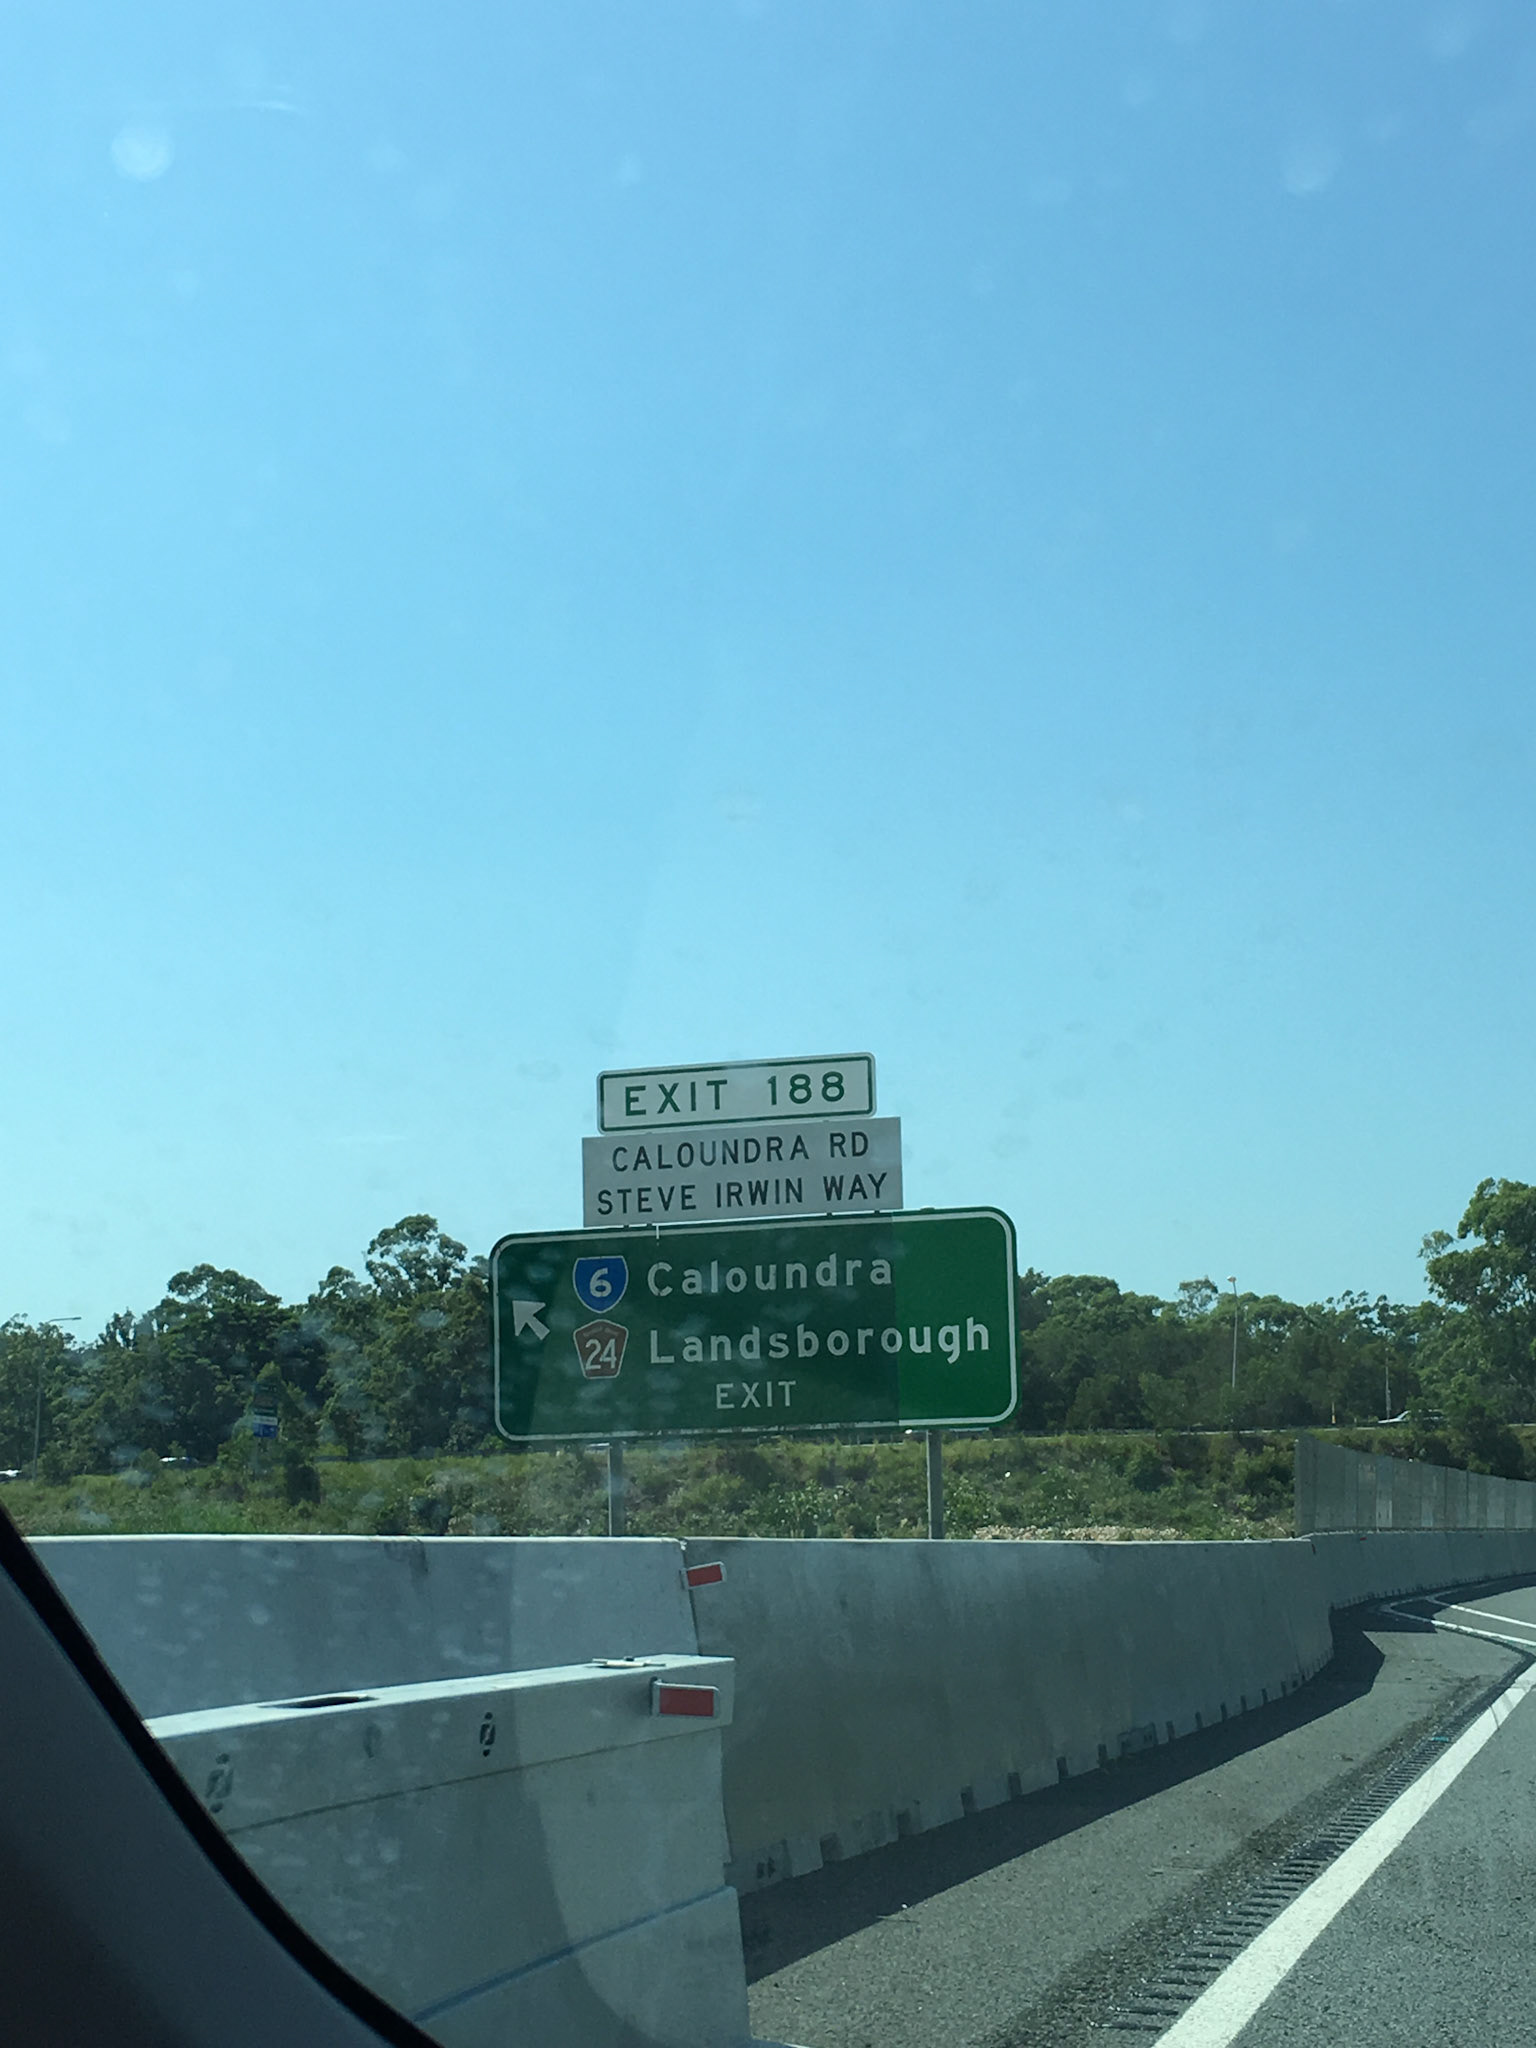 EXIT 188
CALOUNDRA RD
STEVE IRWIN WAY
6 Caloundra
24 Landsborough
EXIT